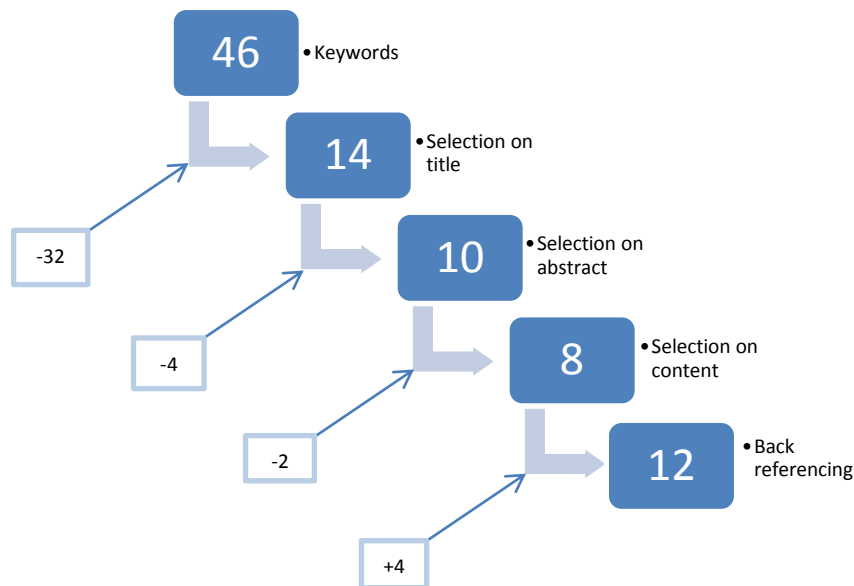 46
•Keywords
14
•Selection on
title
-32
10
•Selection on
abstract
-4
8
•Selection on
content
-2
12
•Back
referencing
+4